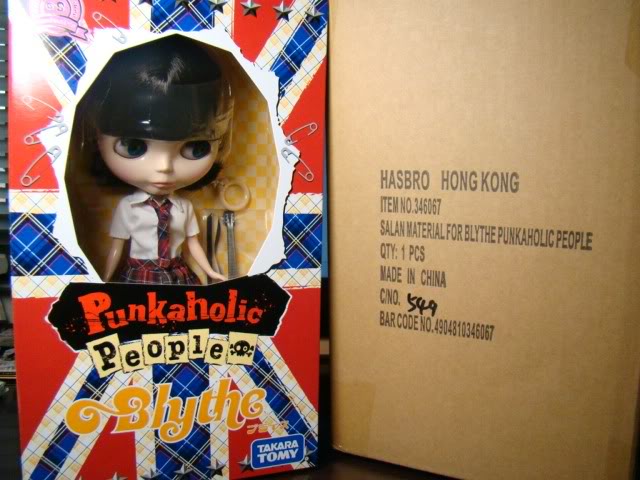 Punkaholic
People
Blythe
ブライス
TAKARA
TOMY
HASBRO HONG KONG
ITEM NO.346067
SALAN MATERIAL FOR BLYTHE PUNKAHOLIC PEOPLE
QTY: 1 PCS
MADE IN CHINA
C/NO. 549
BAR CODE NO.4904810346067